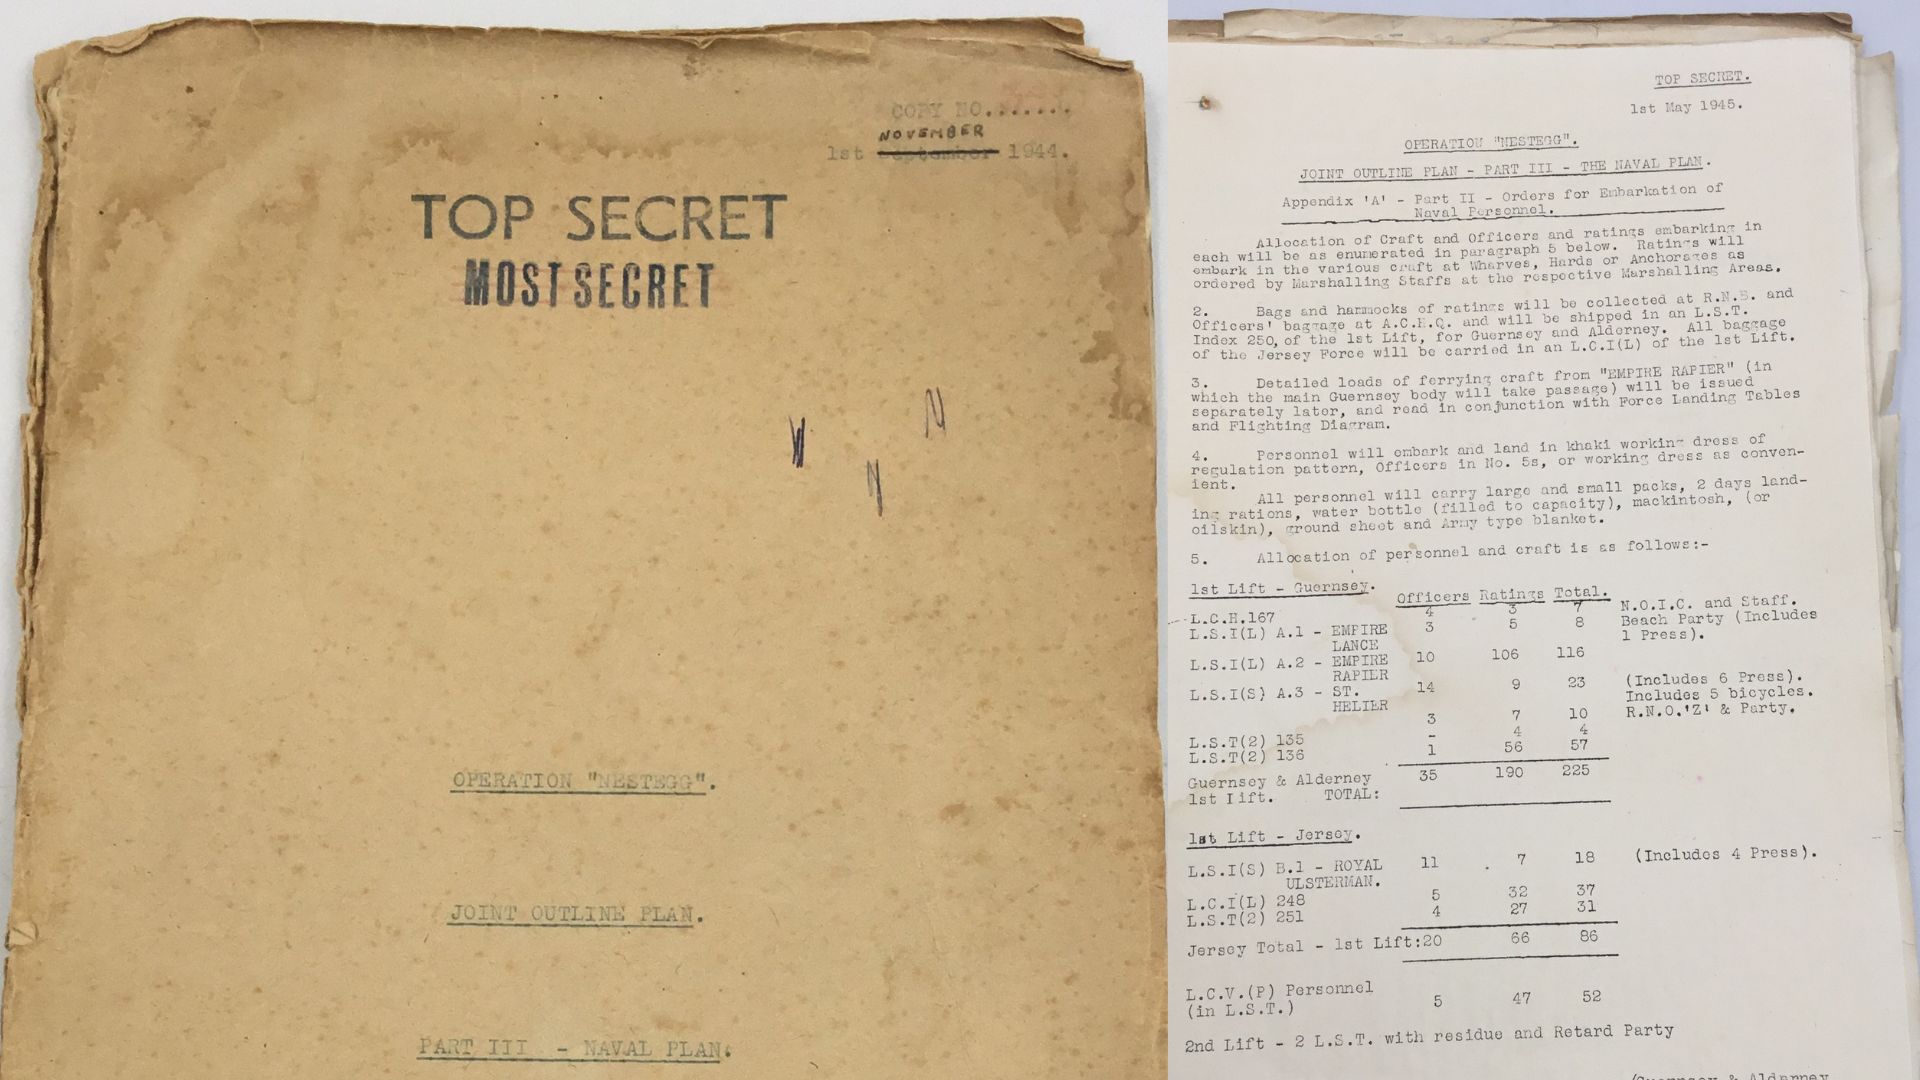 COPY NO.......
NOVEMBER
1st September 1944.
TOP SECRET
MOST SECRET
OPERATION "NESTEGG".
JOINT OUTLINE PLAN.
PART III - NAVAL PLAN.
TOP SECRET.
1st May 1945.
OPERATION "NESTEGG".
JOINT OUTLINE PLAN - PART III - THE NAVAL PLAN.
Appendix 'A' - Part II - Orders for Embarkation of
Naval Personnel.
Allocation of Craft and Officers and ratings embarking in
each will be as enumerated in paragraph 5 below. Ratings will
embark in the various craft at Wharves, Hards or Anchorages as
ordered by Marshalling Staffs at the respective Marshalling Areas.
2. Bags and hammocks of ratings will be collected at R.N.B. and
Officers' baggage at A.C.H.Q. and will be shipped in an L.S.T.
Index 250, of the 1st Lift, for Guernsey and Alderney. All baggage
of the Jersey Force will be carried in an L.C.I(L) of the 1st Lift.
3. Detailed loads of ferrying craft from "EMPIRE RAPIER" (in
which the main Guernsey body will take passage) will be issued
separately later, and read in conjunction with Force Landing Tables
and Flighting Diagram.
4. Personnel will embark and land in khaki working dress of
regulation pattern, Officers in No. 5s, or working dress as conven-
ient.
All personnel will carry large and small packs, 2 days land-
ing rations, water bottle (filled to capacity), mackintosh, (or
oilskin), ground sheet and Army type blanket.
5. Allocation of personnel and craft is as follows:-
1st Lift - Guernsey. Officers Ratings Total.
L.C.H.167 4 3 7 N.O.I.C. and Staff.
L.S.I(L) A.1 - EMPIRE 3 5 8 Beach Party (Includes
LANCE 1 Press).
L.S.I(L) A.2 - EMPIRE 10 106 116
RAPIER
L.S.I(S) A.3 - ST. 14 9 23 (Includes 6 Press).
HELIER Includes 5 bicycles.
3 7 10 R.N.O.'Z' & Party.
L.S.T(2) 135 - 4 4
L.S.T(2) 136 1 56 57
Guernsey & Alderney 35 190 225
1st Lift. TOTAL:
1st Lift - Jersey.
L.S.I(S) B.1 - ROYAL 11 7 18 (Includes 4 Press).
ULSTERMAN.
L.C.I(L) 248 5 32 37
L.S.T(2) 251 4 27 31
Jersey Total - 1st Lift: 20 66 86
L.C.V.(P) Personnel
(in L.S.T.) 5 47 52
2nd Lift - 2 L.S.T. with residue and Retard Party
/Guernsey & Alderney